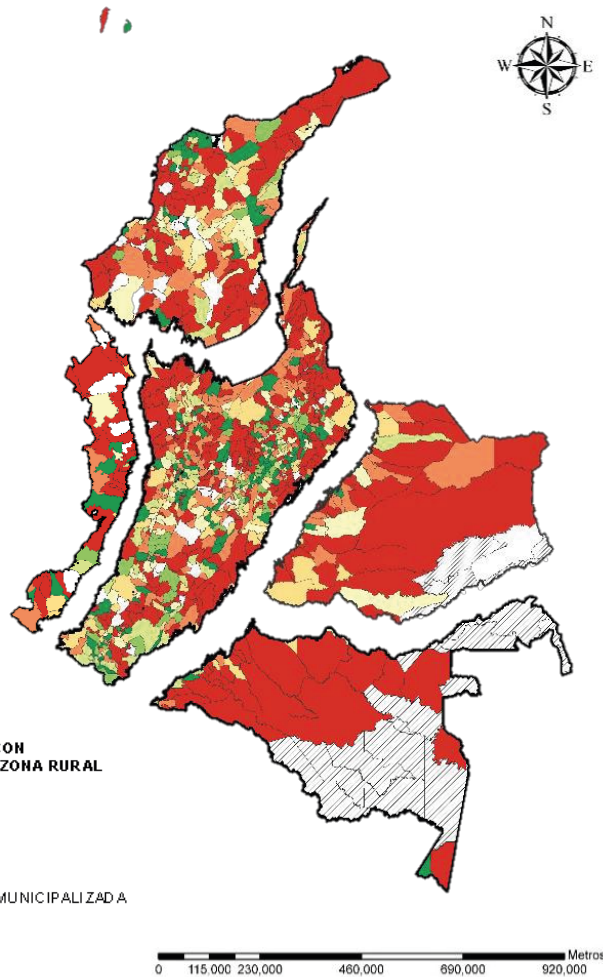 N
W E
S
ON
ZONA RURAL
MUNICIPALIZADA
Metros
0 115,000 230,000 460,000 690,000 920,000